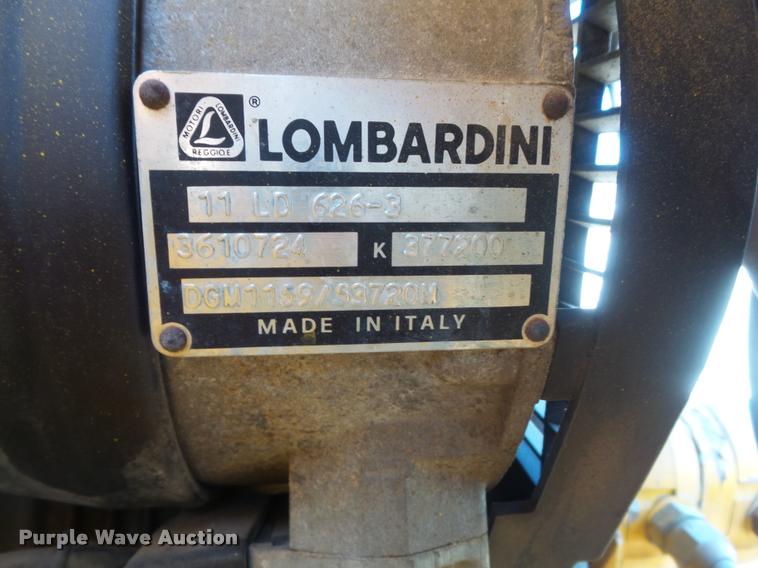 MOTORI LOMBARDINI
REGGIO E
® LOMBARDINI
11 LD 626-3
3610724 K 377200
DGM1159/53720M
MADE IN ITALY
Purple Wave Auction